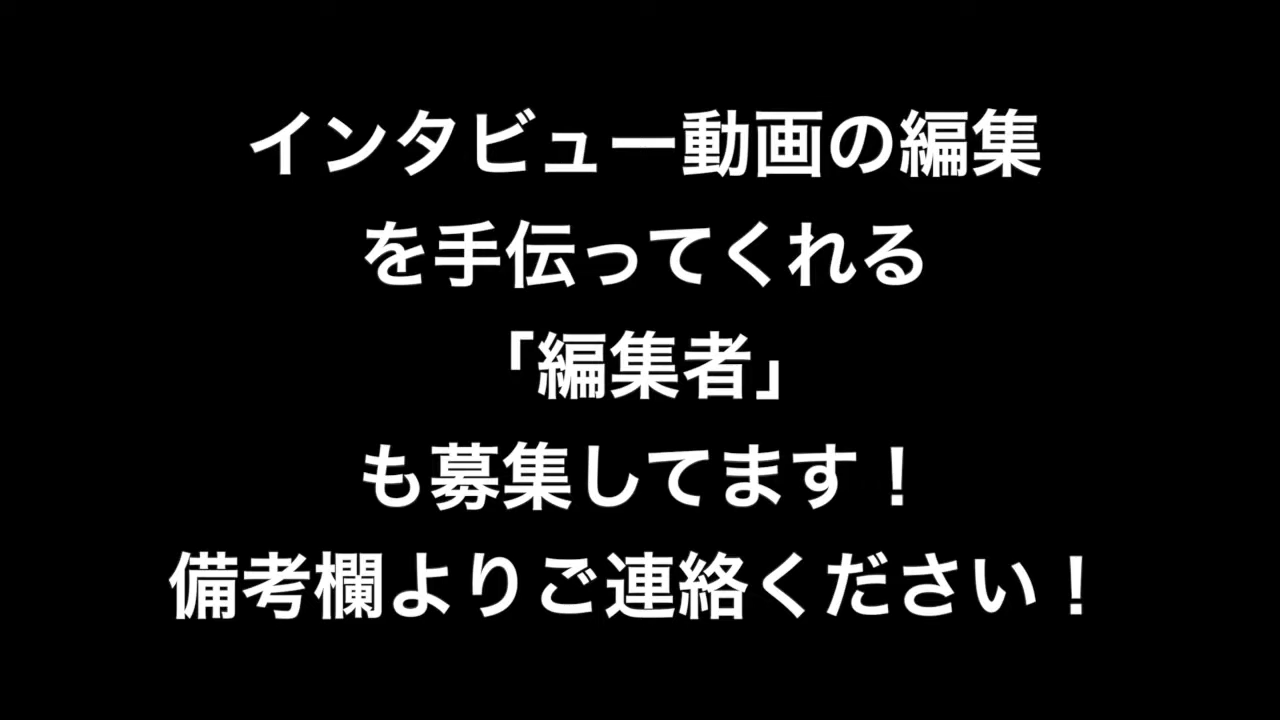 インタビュー動画の編集
を手伝ってくれる
「編集者」
も募集してます！
備考欄よりご連絡ください！